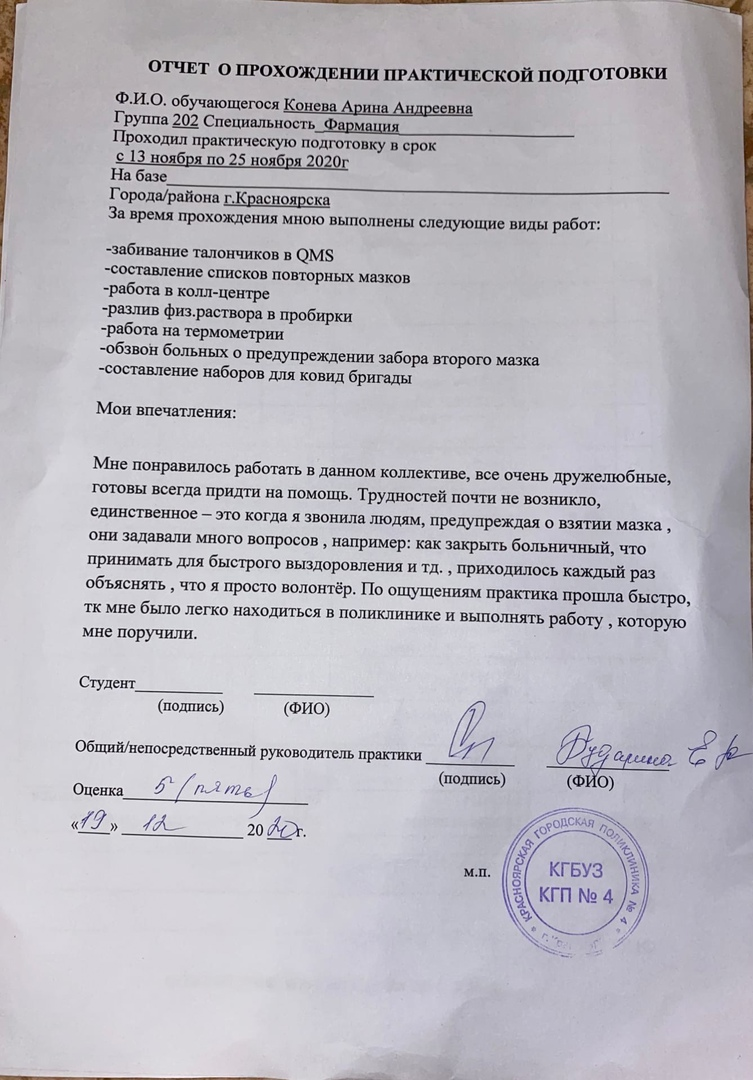 ОТЧЕТ О ПРОХОЖДЕНИИ ПРАКТИЧЕСКОЙ ПОДГОТОВКИ
Ф.И.О. обучающегося Конева Арина Андреевна
Группа 202 Специальность_Фармация
Проходил практическую подготовку в срок
с 13 ноября по 25 ноября 2020г
На базе
Города/района г.Красноярска
За время прохождения мною выполнены следующие виды работ:
-забивание талончиков в QMS
-составление списков повторных мазков
-работа в колл-центре
-разлив физ.раствора в пробирки
-работа на термометрии
-обзвон больных о предупреждении забора второго мазка
-составление наборов для ковид бригады
Мои впечатления:
Мне понравилось работать в данном коллективе, все очень дружелюбные,
готовы всегда придти на помощь. Трудностей почти не возникло,
единственное – это когда я звонила людям, предупреждая о взятии мазка ,
они задавали много вопросов , например: как закрыть больничный, что
принимать для быстрого выздоровления и тд. , приходилось каждый раз
объяснять , что я просто волонтёр. По ощущениям практика прошла быстро,
тк мне было легко находиться в поликлинике и выполнять работу , которую
мне поручили.
Студент__________ ______________
(подпись) (ФИО)
Общий/непосредственный руководитель практики
(подпись) (ФИО)
Оценка 5 (пять)
«19» 12 2020г.
м.п.
КРАСНОЯРСКАЯ ГОРОДСКАЯ ПОЛИКЛИНИКА № 4
КГБУЗ
КГП № 4